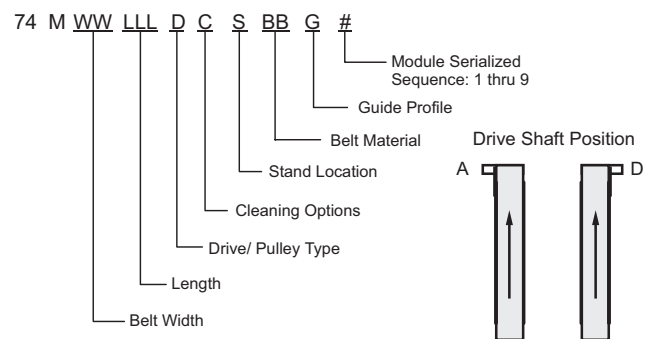 74 M WW LLL D C S BB G #
Module Serialized
Sequence: 1 thru 9
Guide Profile
Belt Material
Stand Location
Cleaning Options
Drive/ Pulley Type
Length
Belt Width
Drive Shaft Position
A D